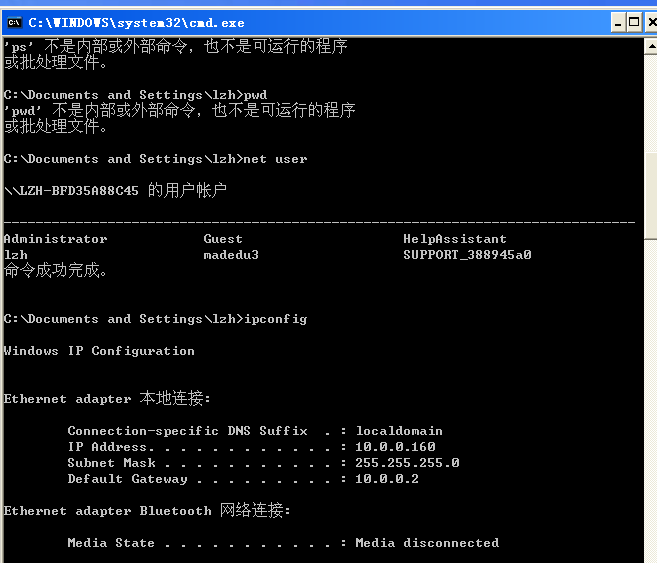 C:\WINDOWS\system32\cmd.exe
'ps' 不是内部或外部命令，也不是可运行的程序
或批处理文件。
C:\Documents and Settings\lzh>pwd
'pwd' 不是内部或外部命令，也不是可运行的程序
或批处理文件。
C:\Documents and Settings\lzh>net user
\\LZH-BFD35A88C45 的用户帐户
-------------------------------------------------------------------------------
Administrator            Guest                    HelpAssistant
lzh                      madedu3                  SUPPORT_388945a0
命令成功完成。
C:\Documents and Settings\lzh>ipconfig
Windows IP Configuration
Ethernet adapter 本地连接:
        Connection-specific DNS Suffix  . : localdomain
        IP Address. . . . . . . . . . . . : 10.0.0.160
        Subnet Mask . . . . . . . . . . . : 255.255.255.0
        Default Gateway . . . . . . . . . : 10.0.0.2
Ethernet adapter Bluetooth 网络连接:
        Media State . . . . . . . . . . . : Media disconnected